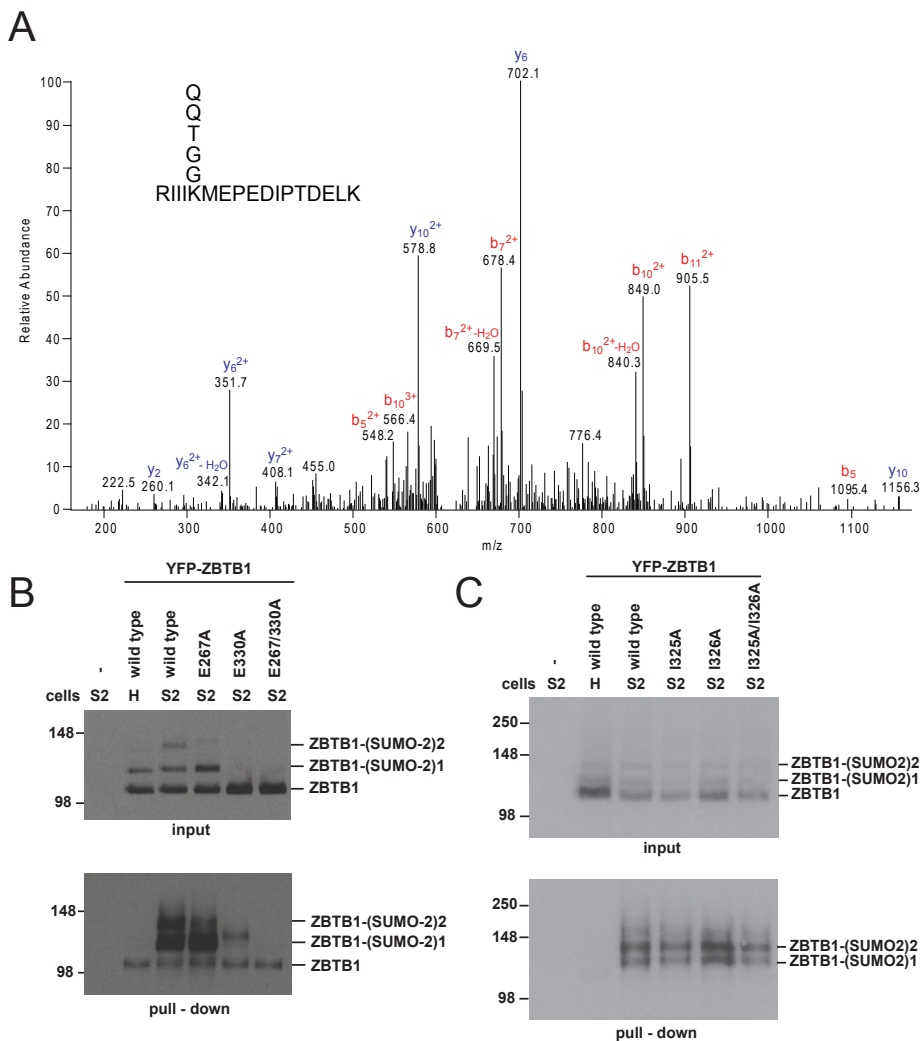 A
y6
702.1
Q
Q
T
G
G
RIIIKMEPEDIPTDELK
y10 2+
578.8
b7 2+
678.4
b10 2+
849.0
b11 2+
905.5
b7 2+-H2O
669.5
b10 2+-H2O
840.3
y6 2+
351.7
b10 3+
566.4
b5 2+
548.2
776.4
y7 2+
408.1
455.0
y6 2+- H2O
342.1
y2
260.1
222.5
b5
1095.4
y10
1156.3
Relative Abundance
100
90
80
70
60
50
40
30
20
10
0
200 300 400 500 600 700 800 900 1000 1100
m/z
B
YFP-ZBTB1
- wild type wild type E267A E330A E267/330A
cells S2 H S2 S2 S2 S2
148
98
ZBTB1-(SUMO-2)2
ZBTB1-(SUMO-2)1
ZBTB1
input
148
98
ZBTB1-(SUMO-2)2
ZBTB1-(SUMO-2)1
ZBTB1
pull - down
C
YFP-ZBTB1
- wild type wild type I325A I326A I325A/I326A
cells S2 H S2 S2 S2 S2
250
148
98
ZBTB1-(SUMO2)2
ZBTB1-(SUMO2)1
ZBTB1
input
250
148
98
ZBTB1-(SUMO2)2
ZBTB1-(SUMO2)1
pull - down